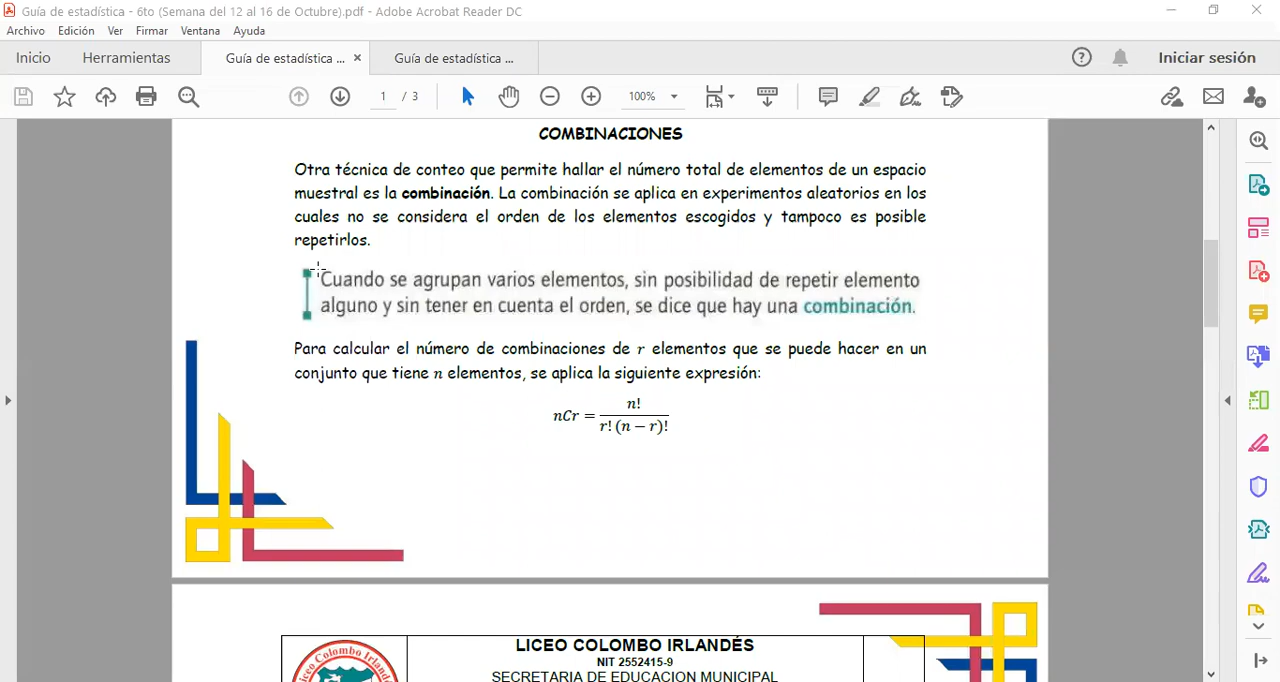 Guía de estadística - 6to (Semana del 12 al 16 de Octubre).pdf - Adobe Acrobat Reader DC
Archivo Edición Ver Firmar Ventana Ayuda
Inicio Herramientas Guía de estadística ... × Guía de estadística ... Iniciar sesión
1 / 3 100%
COMBINACIONES
Otra técnica de conteo que permite hallar el número total de elementos de un espacio
muestral es la combinación. La combinación se aplica en experimentos aleatorios en los
cuales no se considera el orden de los elementos escogidos y tampoco es posible
repetirlos.
Cuando se agrupan varios elementos, sin posibilidad de repetir elemento
alguno y sin tener en cuenta el orden, se dice que hay una combinación.
Para calcular el número de combinaciones de r elementos que se puede hacer en un
conjunto que tiene n elementos, se aplica la siguiente expresión:
nCr = n! / r! (n − r)!
Liceo Colombo Irlandés
LICEO COLOMBO IRLANDÉS
NIT 2552415-9
SECRETARIA DE EDUCACION MUNICIPAL